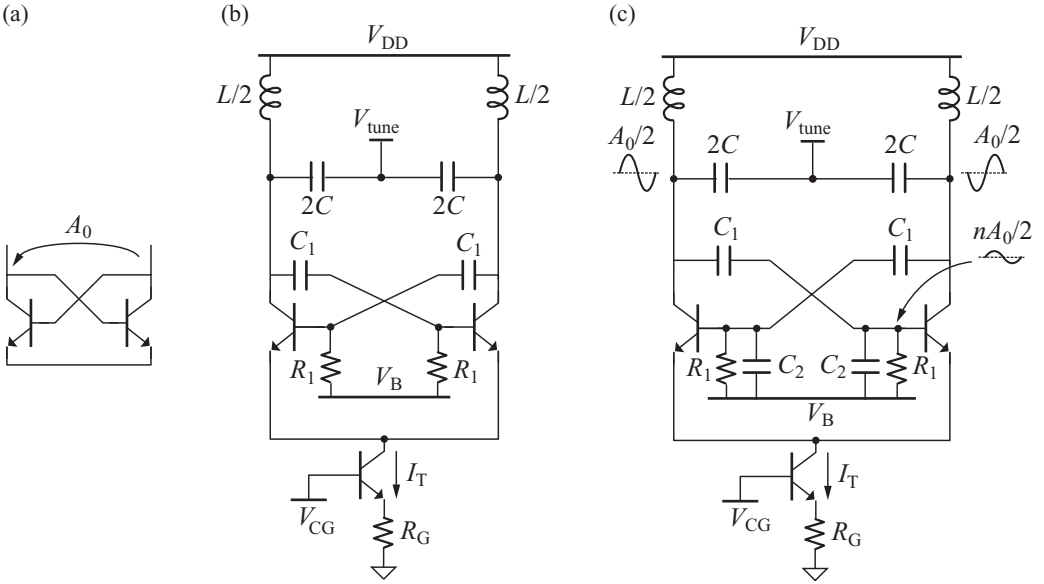 (a)
A0
(b)
VDD
L/2
L/2
Vtune
2C
2C
C1
C1
R1
R1
VB
IT
VCG
RG
(c)
VDD
L/2
L/2
A0/2
Vtune
A0/2
2C
2C
C1
C1
nA0/2
R1
C2
C2
R1
VB
IT
VCG
RG